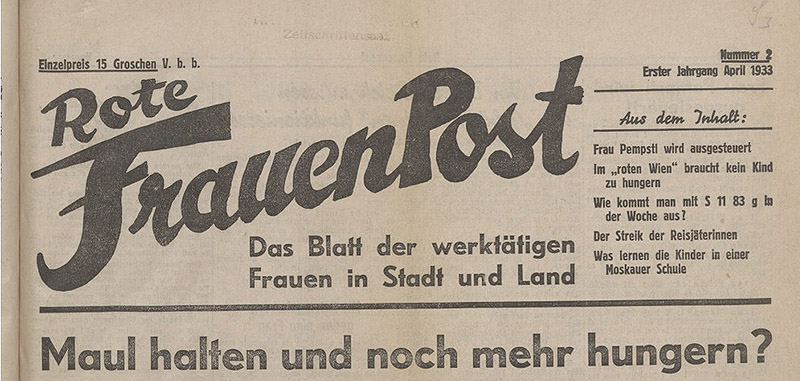 Zeitschriftensaal
Einzelpreis 15 Groschen V. b. b.
Nummer 2
Erster Jahrgang April 1933
Rote
FrauenPost
Das Blatt der werktätigen
Frauen in Stadt und Land
Aus dem Inhalt:
Frau Pempstl wird ausgesteuert
Im „roten Wien" braucht kein Kind
zu hungern
Wie kommt man mit S 11 83 g in
der Woche aus?
Der Streik der Reisjäterinnen
Was lernen die Kinder in einer
Moskauer Schule
Maul halten und noch mehr hungern?